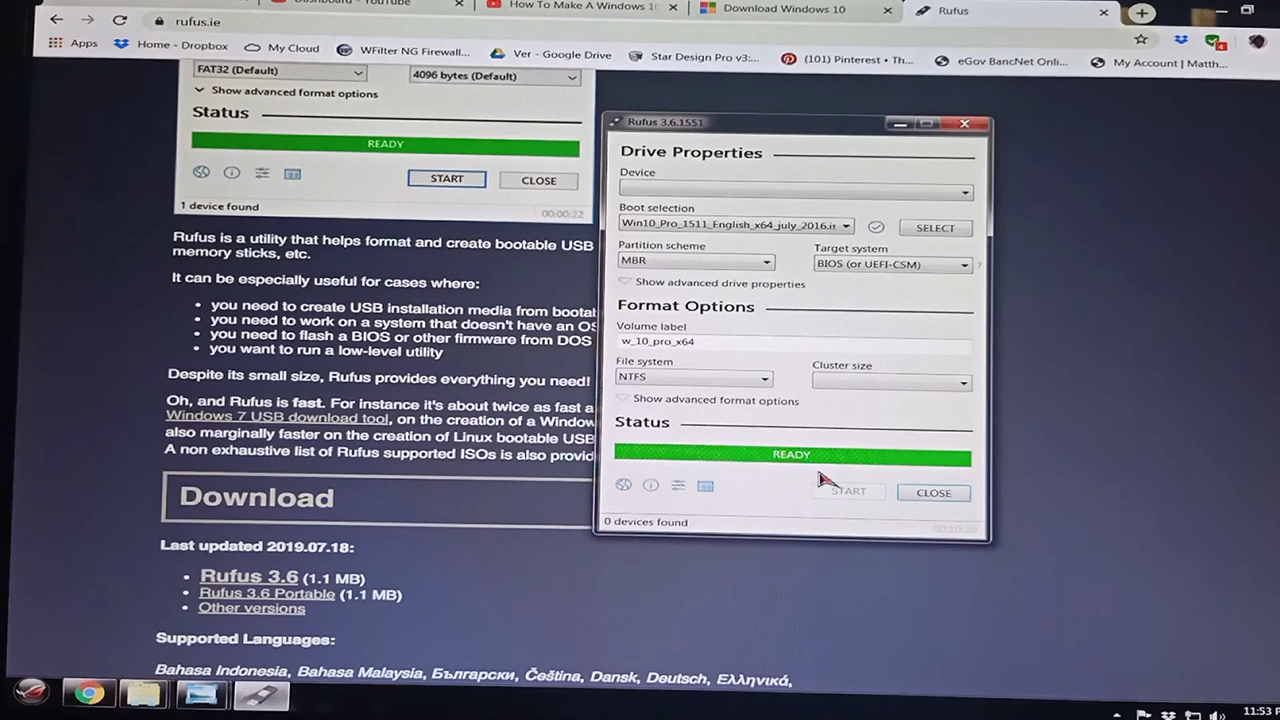 Dashboard - YouTube
How To Make A Windows 10
Download Windows 10
Rufus
rufus.ie
Apps
Home - Dropbox
My Cloud
WFilter NG Firewall...
Ver - Google Drive
Star Design Pro v3:...
(101) Pinterest • Th...
eGov BancNet Onli...
My Account | Matth...
FAT32 (Default)
4096 bytes (Default)
Show advanced format options
Status
READY
START
CLOSE
1 device found
00:00:22
Rufus is a utility that helps format and create bootable USB
memory sticks, etc.
It can be especially useful for cases where:
• you need to create USB installation media from boota
• you need to work on a system that doesn't have an OS
• you need to flash a BIOS or other firmware from DOS
• you want to run a low-level utility
Despite its small size, Rufus provides everything you need!
Oh, and Rufus is fast. For instance it's about twice as fast a
Windows 7 USB download tool, on the creation of a Window
also marginally faster on the creation of Linux bootable USB
A non exhaustive list of Rufus supported ISOs is also provid
Download
Last updated 2019.07.18:
• Rufus 3.6 (1.1 MB)
• Rufus 3.6 Portable (1.1 MB)
• Other versions
Supported Languages:
Bahasa Indonesia, Bahasa Malaysia, Български, Čeština, Dansk, Deutsch, Ελληνικά,
Rufus 3.6.1551
Drive Properties
Device
Boot selection
Win10_Pro_1511_English_x64_july_2016.is
SELECT
Partition scheme
Target system
MBR
BIOS (or UEFI-CSM)
?
Show advanced drive properties
Format Options
Volume label
w_10_pro_x64
File system
Cluster size
NTFS
Show advanced format options
Status
READY
START
CLOSE
0 devices found
00:10:20
11:53 P